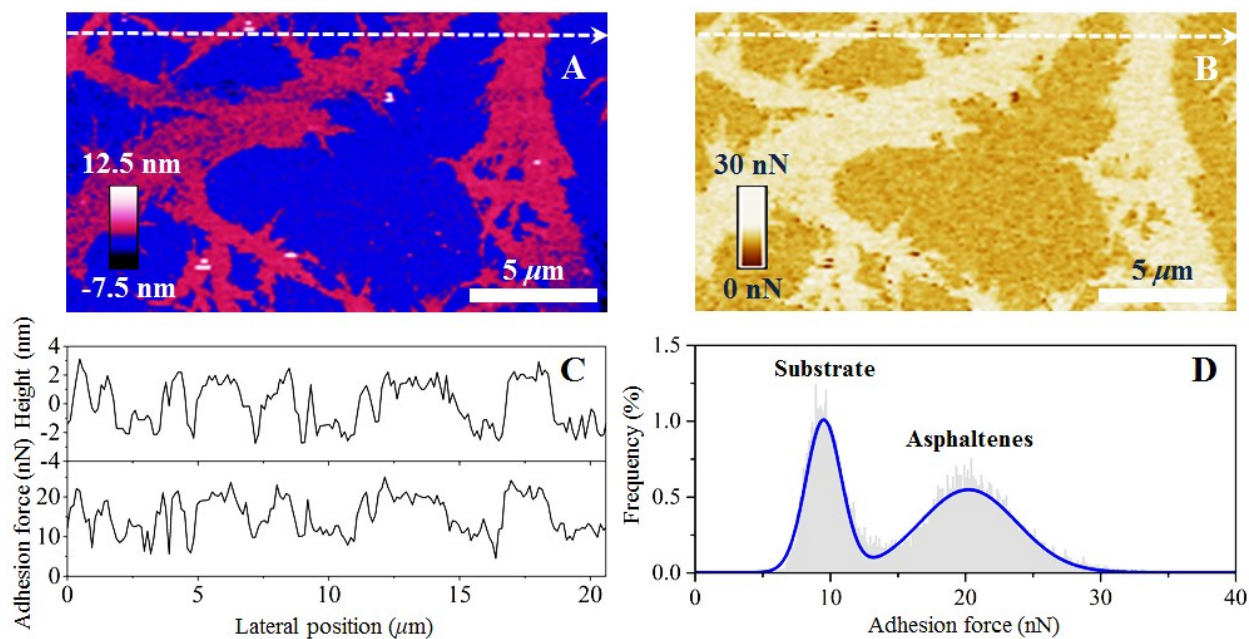 A
12.5 nm
-7.5 nm
5 μm
B
30 nN
0 nN
5 μm
C
Height (nm)
4
2
0
-2
-4
Adhesion force (nN)
20
10
0
0 5 10 15 20
Lateral position (μm)
D
Substrate
Asphaltenes
Frequency (%)
1.5
1.0
0.5
0.0
0 10 20 30 40
Adhesion force (nN)